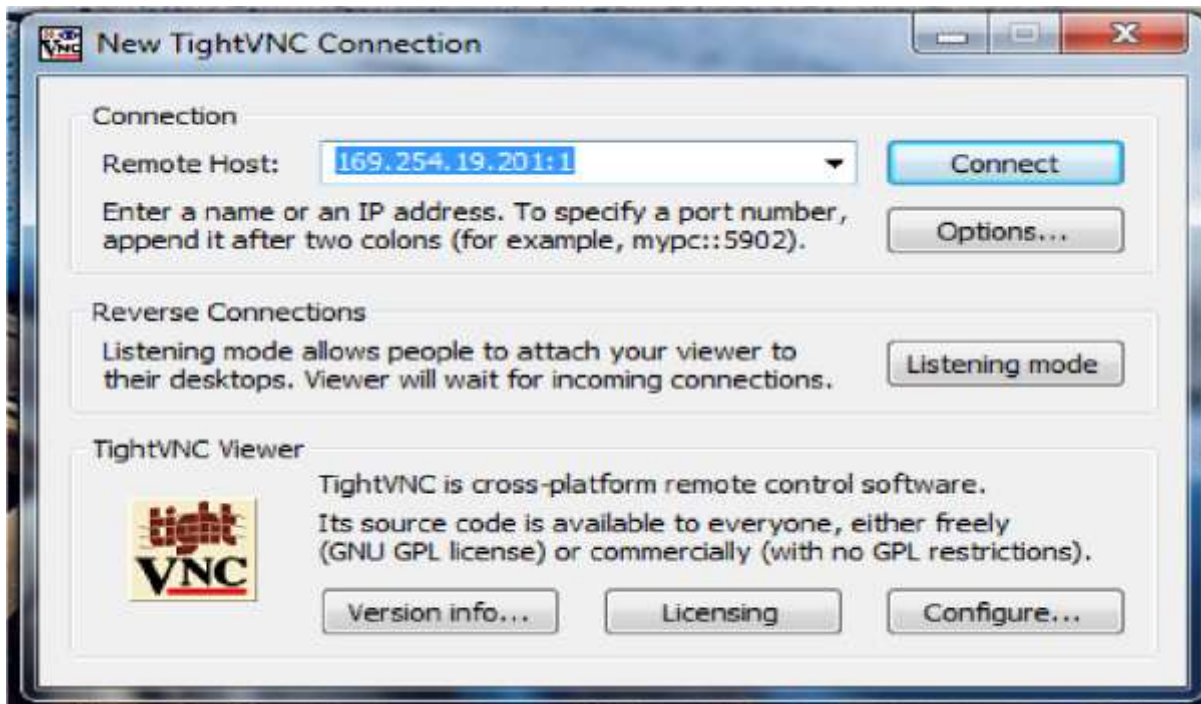 New TightVNC Connection
Connection
Remote Host:
169.254.19.201:1
Connect
Enter a name or an IP address. To specify a port number,
append it after two colons (for example, mypc::5902).
Options...
Reverse Connections
Listening mode allows people to attach your viewer to
their desktops. Viewer will wait for incoming connections.
Listening mode
TightVNC Viewer
TightVNC is cross-platform remote control software.
Its source code is available to everyone, either freely
(GNU GPL license) or commercially (with no GPL restrictions).
tight
VNC
Version info...
Licensing
Configure...